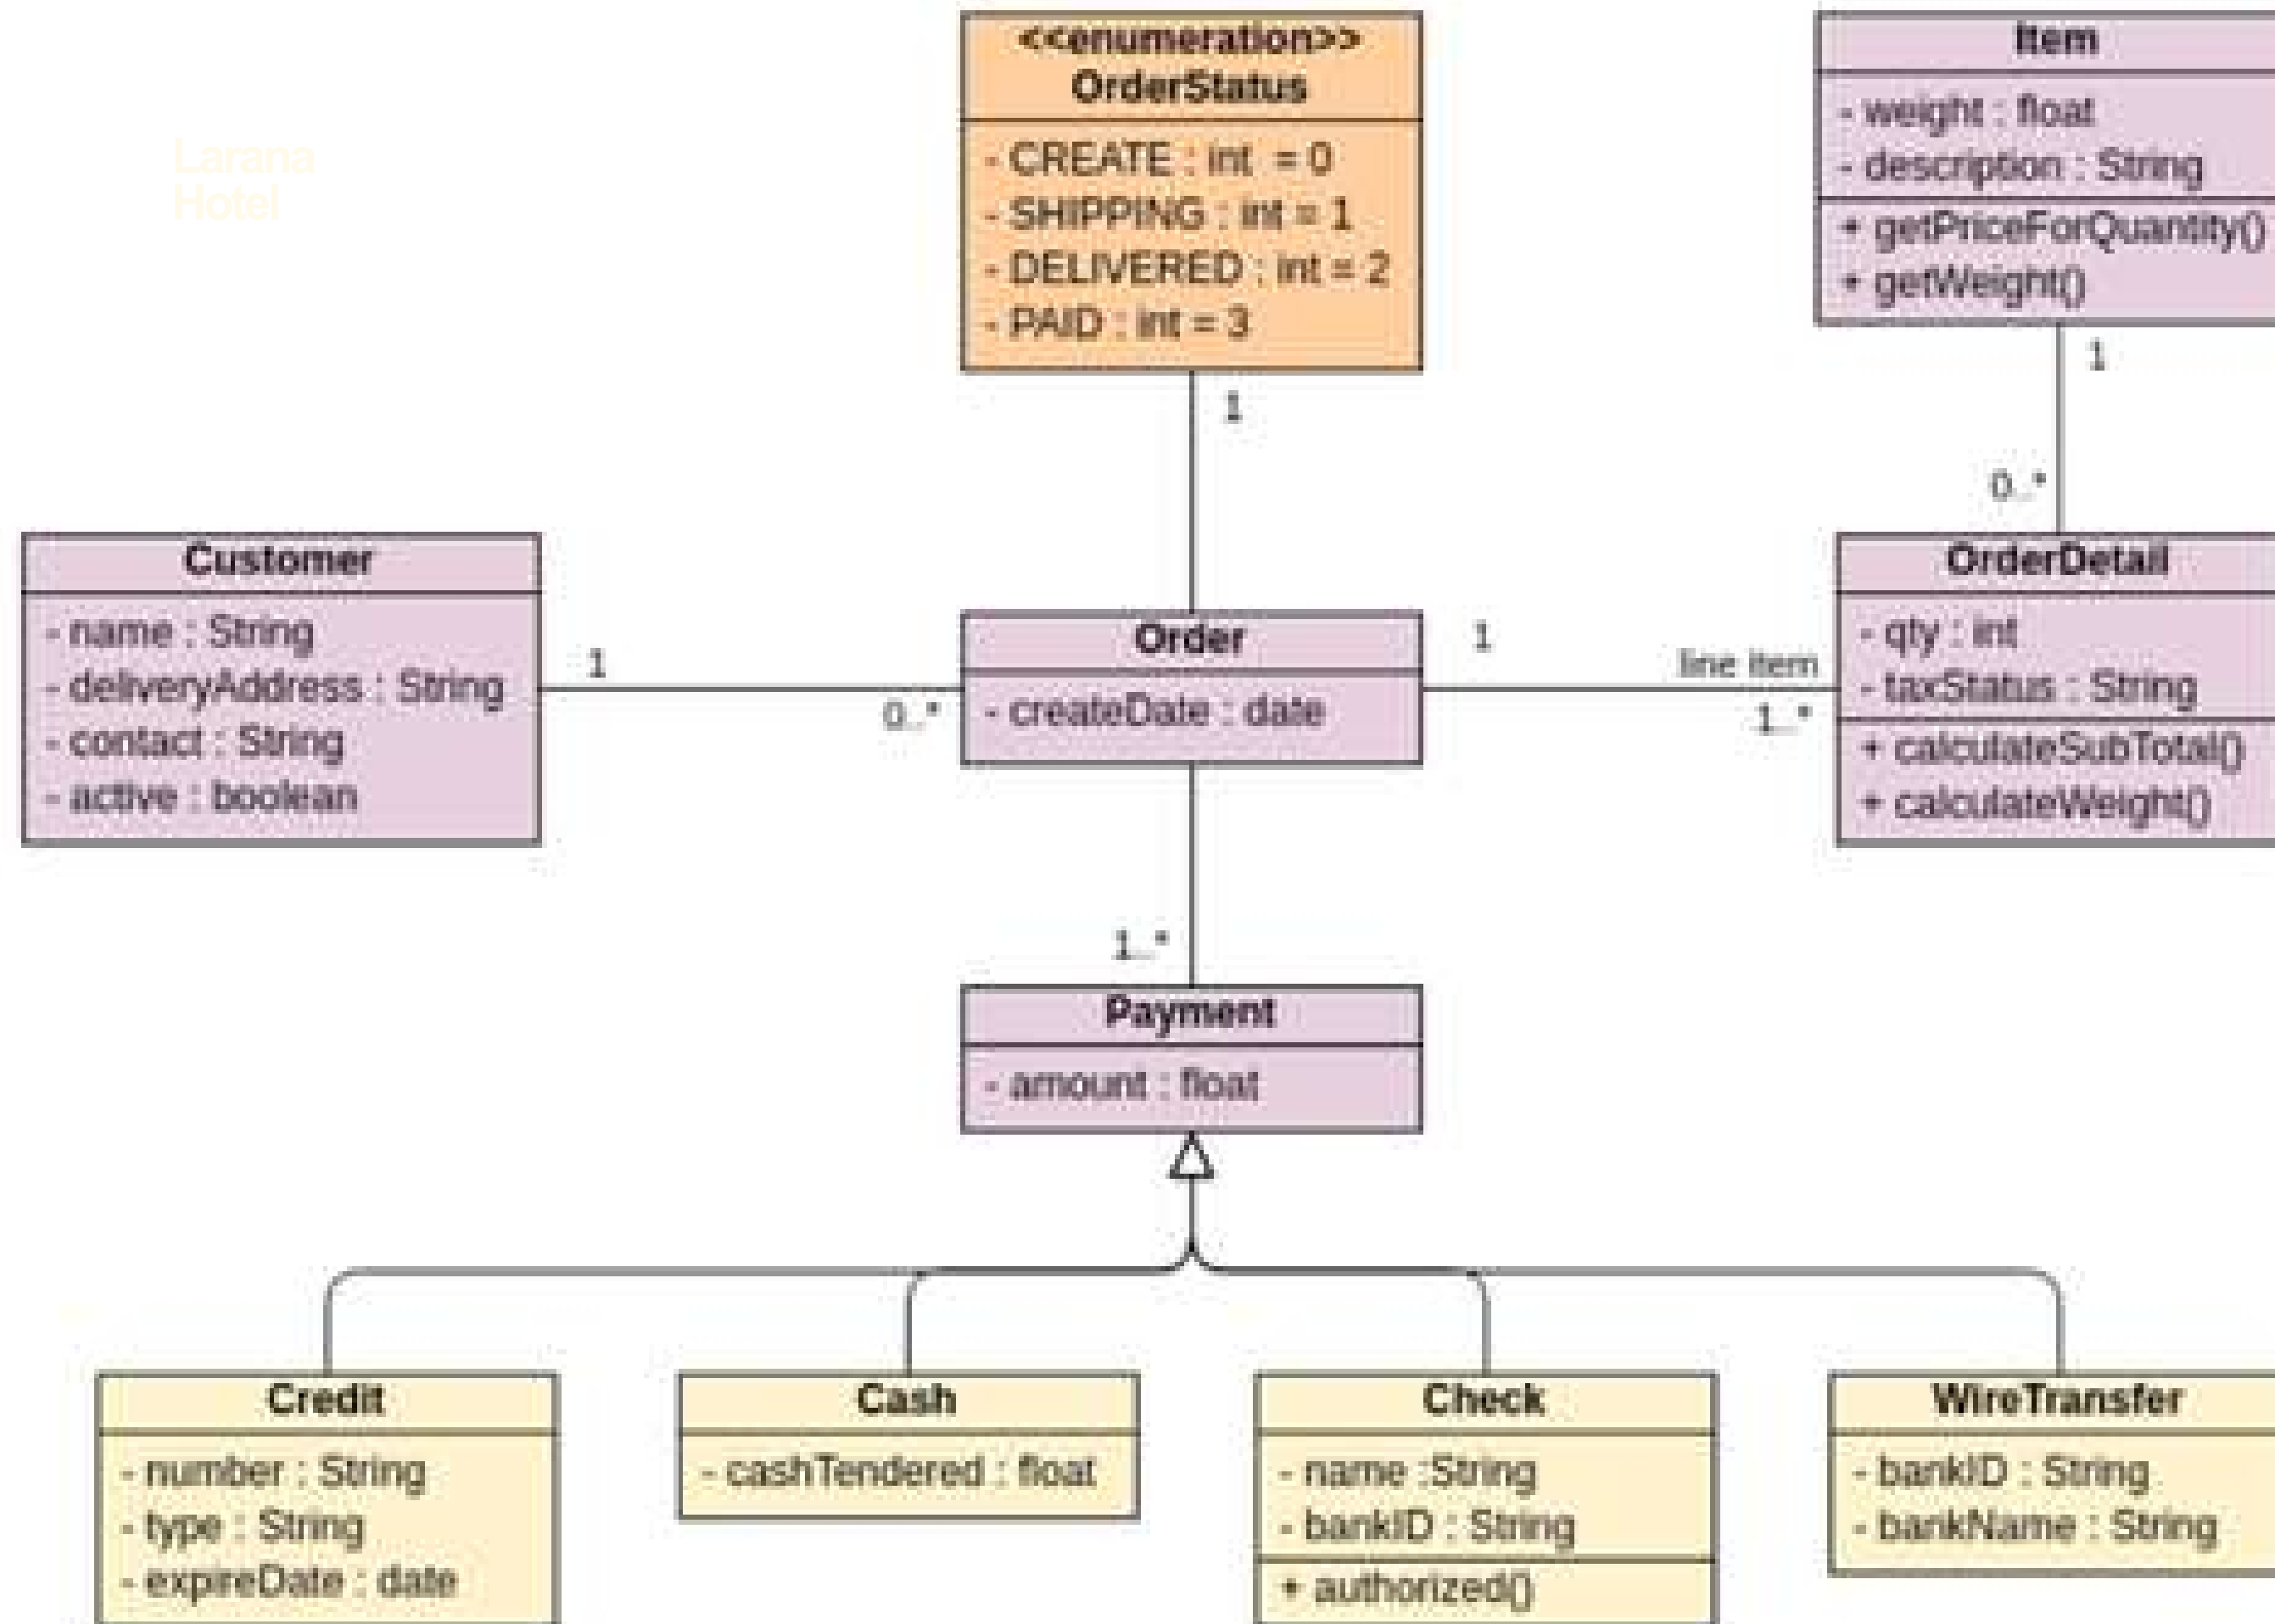 Larana
Hotel
<<enumeration>>
OrderStatus
- CREATE : int  = 0
- SHIPPING : int = 1
- DELIVERED : int = 2
- PAID : int = 3
1
Item
- weight : float
- description : String
+ getPriceForQuantity()
+ getWeight()
1
0..*
Customer
- name : String
- deliveryAddress : String
- contact : String
- active : boolean
1
0..*
Order
- createDate : date
1
line item
1..*
OrderDetail
- qty : int
- taxStatus : String
+ calculateSubTotal()
+ calculateWeight()
1..*
Payment
- amount : float
Credit
- number : String
- type : String
- expireDate : date
Cash
- cashTendered : float
Check
- name :String
- bankID : String
+ authorized()
WireTransfer
- bankID : String
- bankName : String